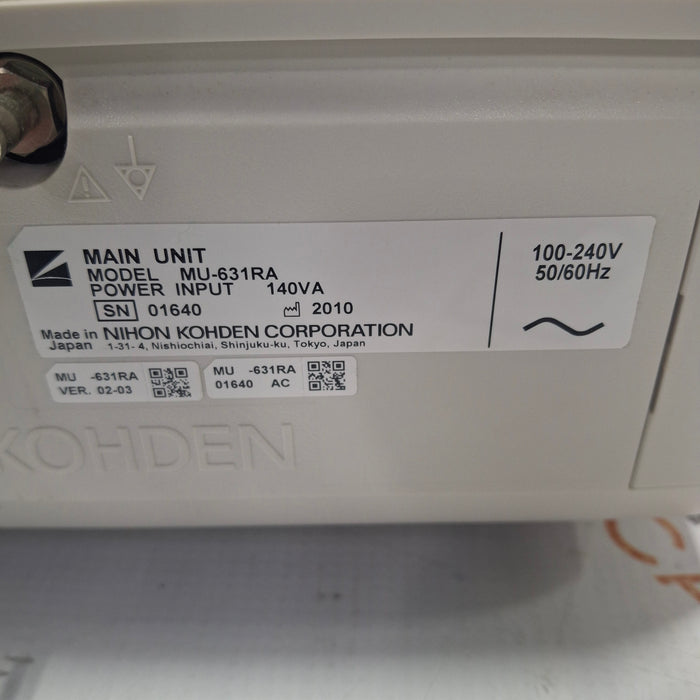 MAIN UNIT
MODEL MU-631RA
POWER INPUT 140VA
SN 01640 2010
Made in NIHON KOHDEN CORPORATION
Japan 1-31-4, Nishiochiai, Shinjuku-ku, Tokyo, Japan
100-240V
50/60Hz
MU -631RA
VER. 02-03
MU -631RA
01640 AC
KOHDEN